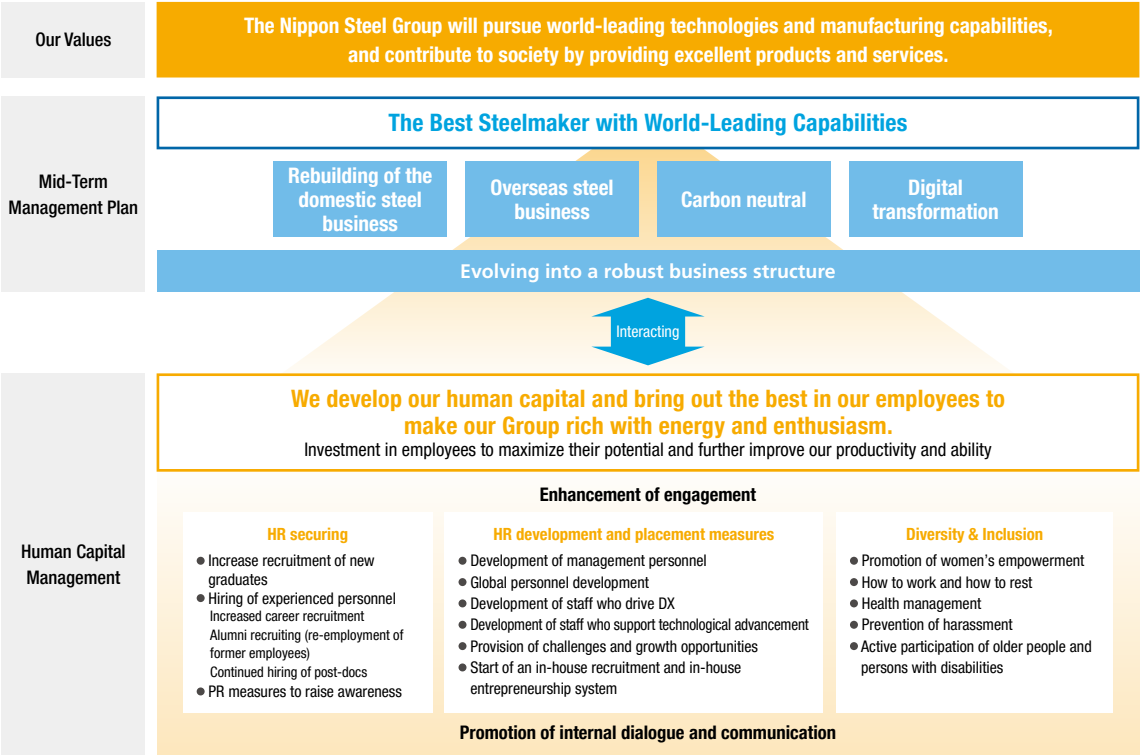 Our Values
The Nippon Steel Group will pursue world-leading technologies and manufacturing capabilities,
and contribute to society by providing excellent products and services.
Mid-Term
Management Plan
The Best Steelmaker with World-Leading Capabilities
Rebuilding of the
domestic steel
business
Overseas steel
business
Carbon neutral
Digital
transformation
Evolving into a robust business structure
Interacting
Human Capital
Management
We develop our human capital and bring out the best in our employees to
make our Group rich with energy and enthusiasm.
Investment in employees to maximize their potential and further improve our productivity and ability
Enhancement of engagement
HR securing
● Increase recruitment of new
graduates
● Hiring of experienced personnel
Increased career recruitment
Alumni recruiting (re-employment of
former employees)
Continued hiring of post-docs
● PR measures to raise awareness
HR development and placement measures
● Development of management personnel
● Global personnel development
● Development of staff who drive DX
● Development of staff who support technological advancement
● Provision of challenges and growth opportunities
● Start of an in-house recruitment and in-house
entrepreneurship system
Diversity & Inclusion
● Promotion of women's empowerment
● How to work and how to rest
● Health management
● Prevention of harassment
● Active participation of older people and
persons with disabilities
Promotion of internal dialogue and communication